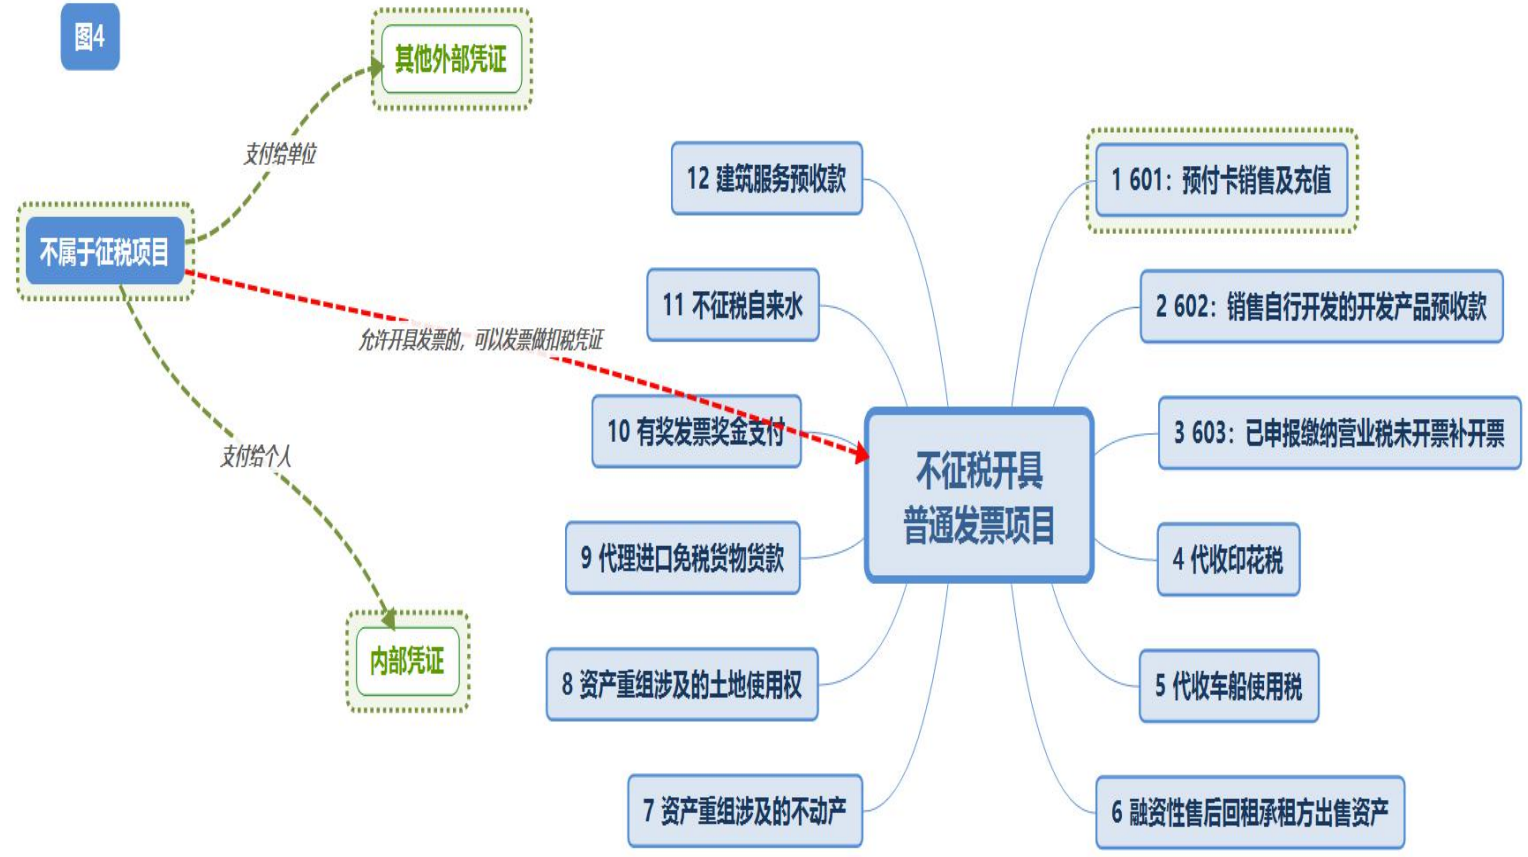 图4
其他外部凭证
支付给单位
不属于征税项目
允许开具发票的，可以发票做扣税凭证
支付给个人
内部凭证
不征税开具
普通发票项目
1 601：预付卡销售及充值
2 602：销售自行开发的开发产品预收款
3 603：已申报缴纳营业税未开票补开票
4 代收印花税
5 代收车船使用税
6 融资性售后回租承租方出售资产
7 资产重组涉及的不动产
8 资产重组涉及的土地使用权
9 代理进口免税货物货款
10 有奖发票奖金支付
11 不征税自来水
12 建筑服务预收款